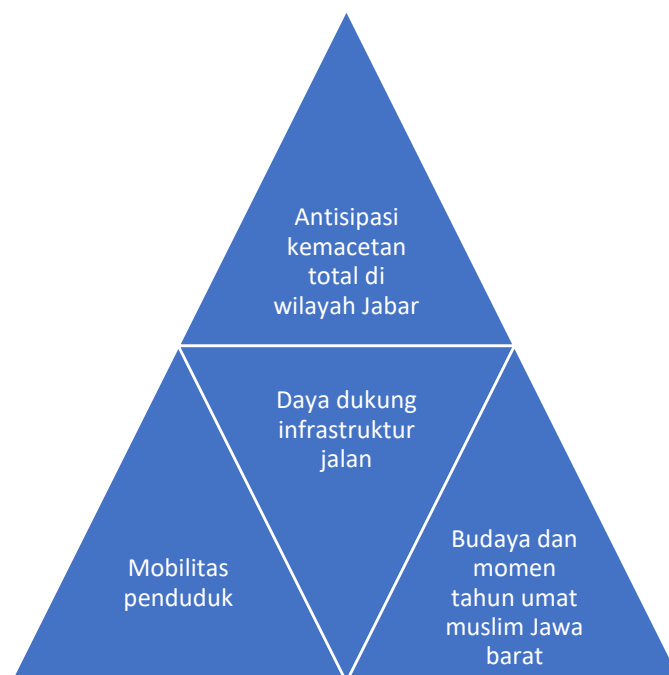 Antisipasi
kemacetan
total di
wilayah Jabar
Daya dukung
infrastruktur
jalan
Mobilitas
penduduk
Budaya dan
momen
tahun umat
muslim Jawa
barat